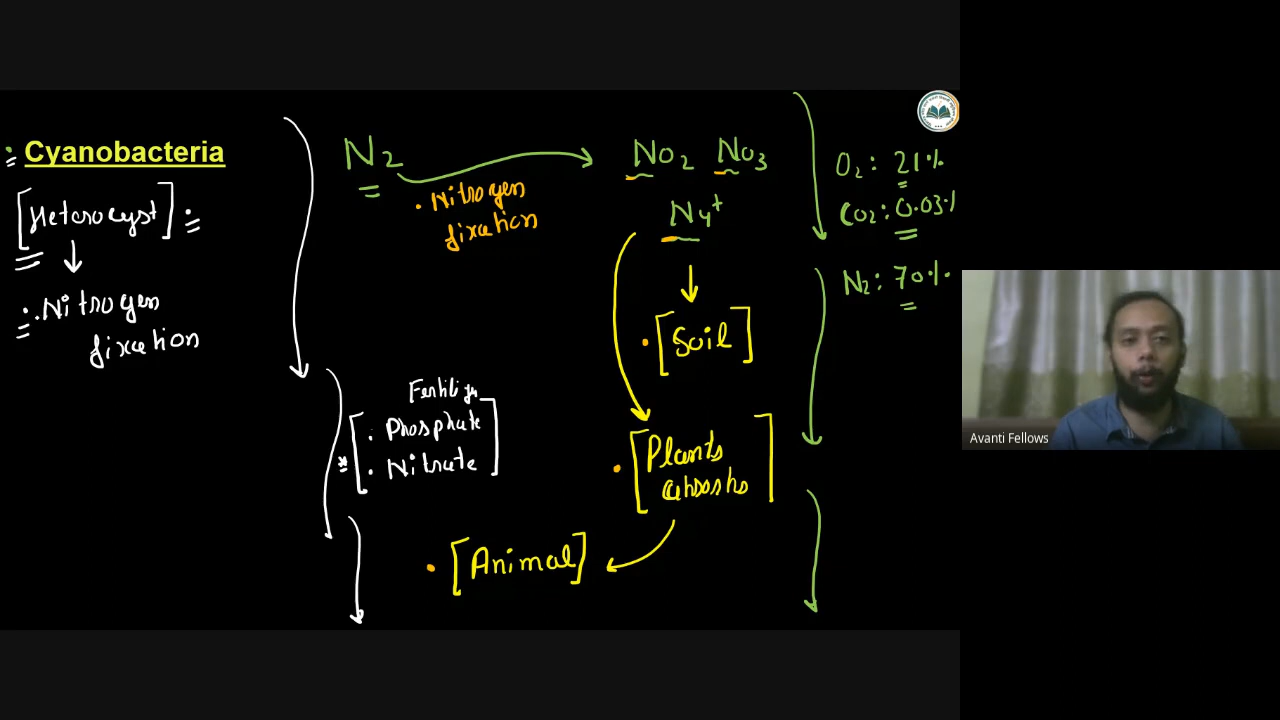 Cyanobacteria
[Heterocyst]
Nitrogen
fixation
N2
Nitrogen
fixation
NO2 NO3
N4+
[Soil]
[Plants
absorbs]
[Animal]
Fertilizer
Phosphate
Nitrate
O2: 21%
CO2: 0.03%
N2: 70%
Avanti Fellows